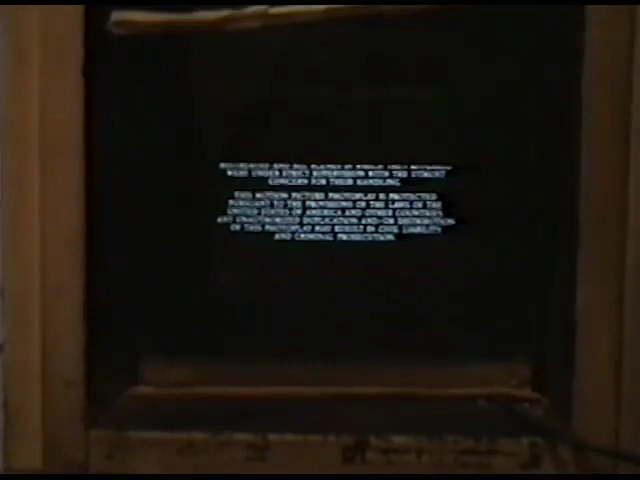 WERE UNDER STRICT SUPERVISION WITH THE UTMOST
CONCERN FOR THEIR HANDLING
THIS MOTION PICTURE PHOTOPLAY IS PROTECTED
PURSUANT TO THE PROVISIONS OF THE LAWS OF THE
UNITED STATES OF AMERICA AND OTHER COUNTRIES
ANY UNAUTHORIZED DUPLICATION AND/OR DISTRIBUTION
OF THIS PHOTOPLAY MAY RESULT IN CIVIL LIABILITY
AND CRIMINAL PROSECUTION